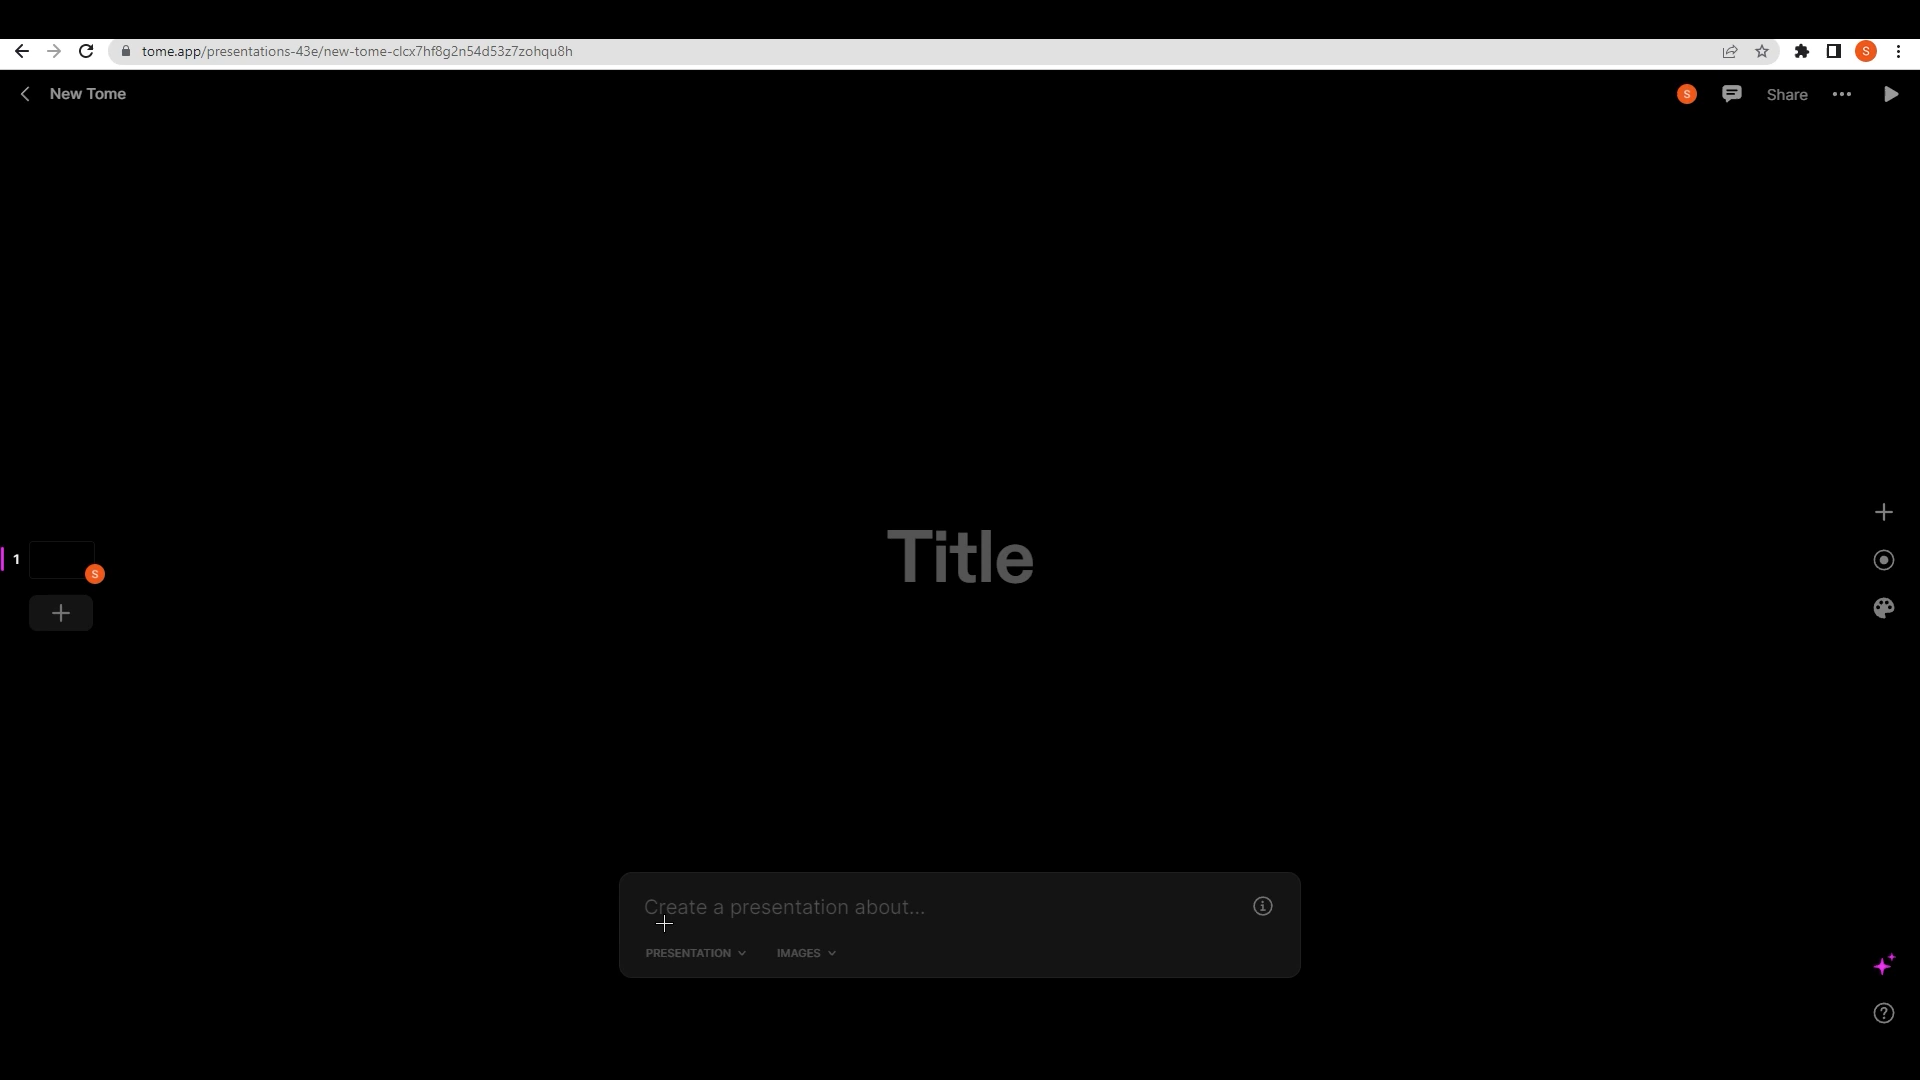 tome.app/presentations-43e/new-tome-clcx7hf8g2n54d53z7zohqu8h
S
New Tome
S
Share
Title
1
S
Create a presentation about...
PRESENTATION
IMAGES